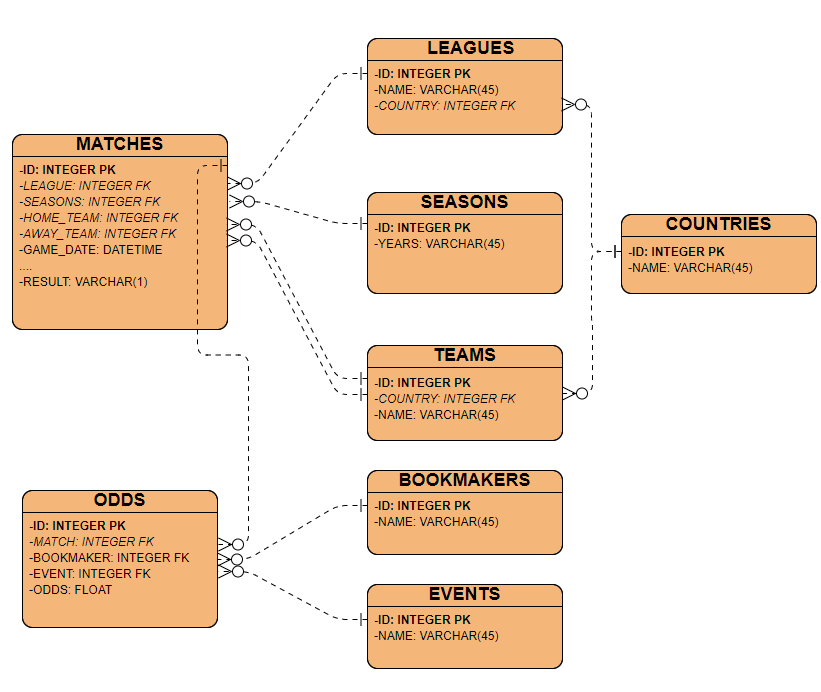 LEAGUES
-ID: INTEGER PK
-NAME: VARCHAR(45)
-COUNTRY: INTEGER FK
MATCHES
-ID: INTEGER PK
-LEAGUE: INTEGER FK
-SEASONS: INTEGER FK
-HOME_TEAM: INTEGER FK
-AWAY_TEAM: INTEGER FK
-GAME_DATE: DATETIME
....
-RESULT: VARCHAR(1)
SEASONS
-ID: INTEGER PK
-YEARS: VARCHAR(45)
COUNTRIES
-ID: INTEGER PK
-NAME: VARCHAR(45)
TEAMS
-ID: INTEGER PK
-COUNTRY: INTEGER FK
-NAME: VARCHAR(45)
BOOKMAKERS
-ID: INTEGER PK
-NAME: VARCHAR(45)
ODDS
-ID: INTEGER PK
-MATCH: INTEGER FK
-BOOKMAKER: INTEGER FK
-EVENT: INTEGER FK
-ODDS: FLOAT
EVENTS
-ID: INTEGER PK
-NAME: VARCHAR(45)